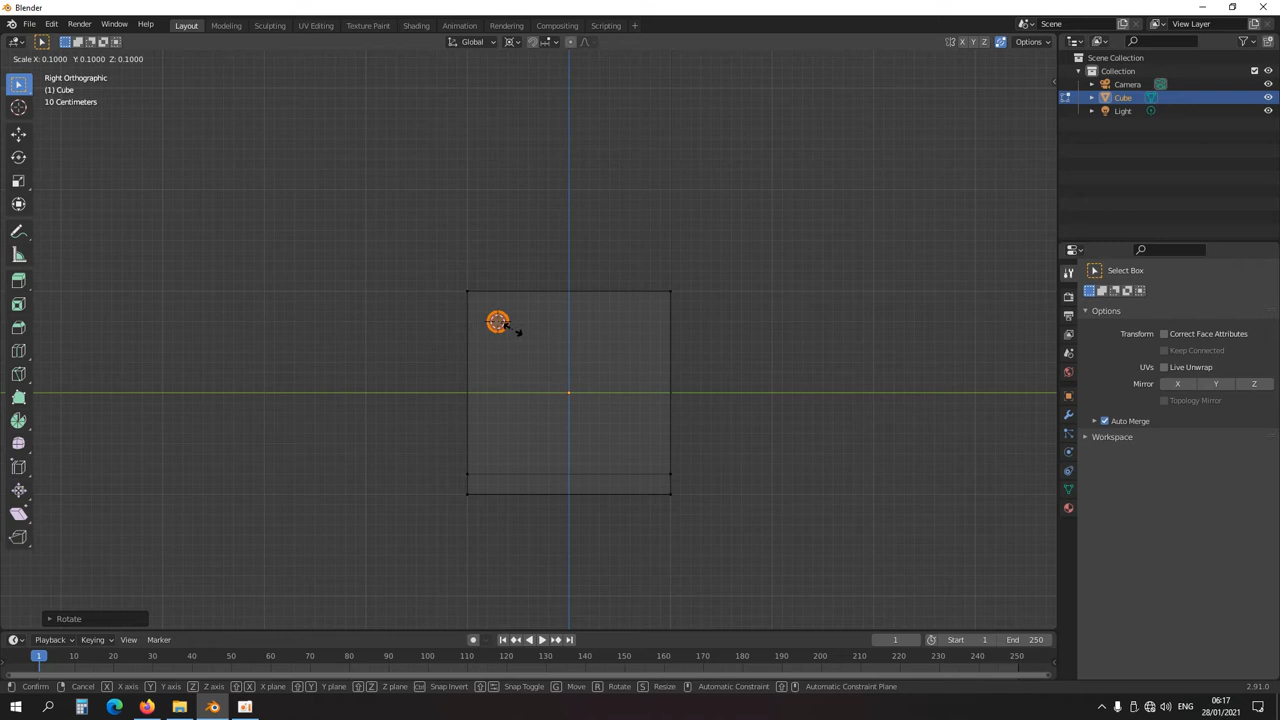 Blender
File Edit Render Window Help Layout Modeling Sculpting UV Editing Texture Paint Shading Animation Rendering Compositing Scripting + Scene View Layer
Global X Y Z Options
Scale X: 0.1000 Y: 0.1000 Z: 0.1000
Right Orthographic
(1) Cube
10 Centimeters
Scene Collection
Collection
Camera
Cube
Light
Select Box
Options
Transform Correct Face Attributes
Keep Connected
UVs Live Unwrap
Mirror X Y Z
Topology Mirror
Auto Merge
Workspace
Rotate
Playback Keying View Marker 1 Start 1 End 250
1 10 20 30 40 50 60 70 80 90 100 110 120 130 140 150 160 170 180 190 200 210 220 230 240 250
Confirm Cancel X X axis Y Y axis Z Z axis X X plane Y Y plane Z Z plane Ctrl Snap Invert Snap Toggle G Move R Rotate S Resize Automatic Constraint Automatic Constraint Plane 2.91.0
ENG 06:17
28/01/2021